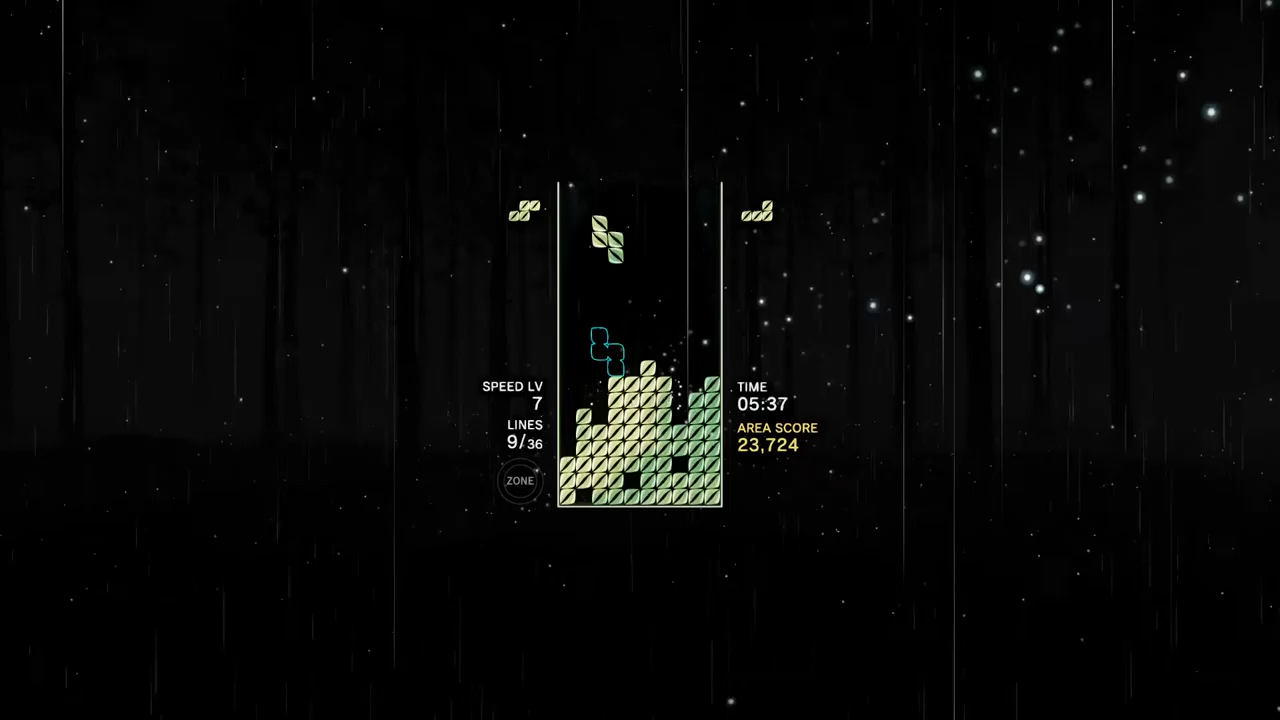 SPEED LV
7
LINES
9/36
ZONE
TIME
05:37
AREA SCORE
23,724